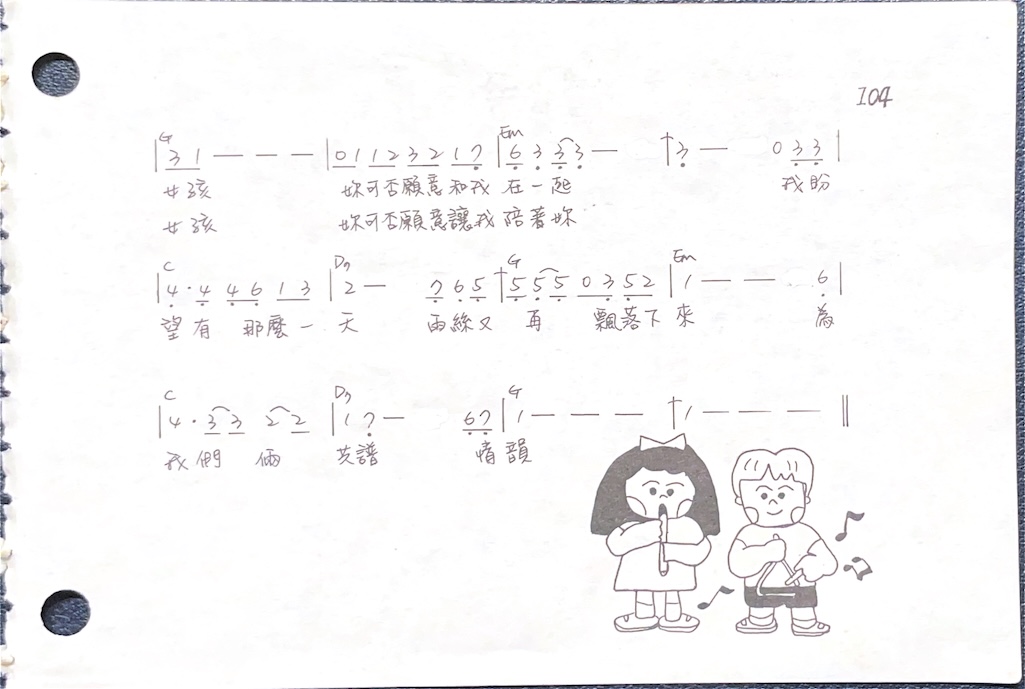 104
G Em
|3 1 — — — |0 1 1 2 3 2 1 7 |6 3 3 3 — †3 — 0 3 3|
女孩 妳可否願意和我 在一起 我盼
女孩 妳可否願意讓我 陪著妳
C D7 G Em
|4 · 4 4 6 1 3 |2 — 7 6 5 †5 5 5 0 3 5 2 |1 — — 6|
望有 那麼一 天 雨絲又 再 飄落下 來 為
C D7 G
|4 · 3 3 2 2 |1 7 — 6 7 |1 — — — †1 — — — ‖
我們 倆 共譜 情韻